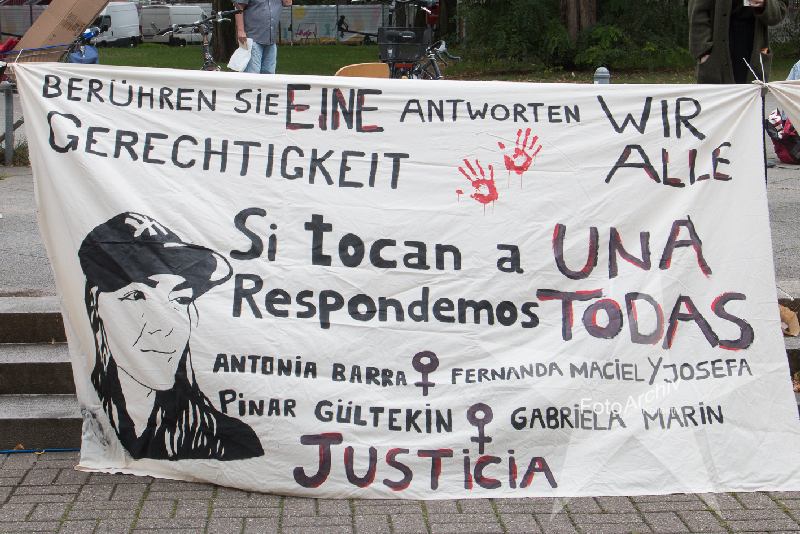 BERÜHREN SIE EINE ANTWORTEN WIR
GERECHTIGKEIT ALLE
Si tocan a UNA
Respondemos TODAS
ANTONIA BARRA FERNANDA MACIEL Y JOSEFA
PINAR GÜLTEKIN GABRIELA MARIN
JUSTICIA
FotoArchiv